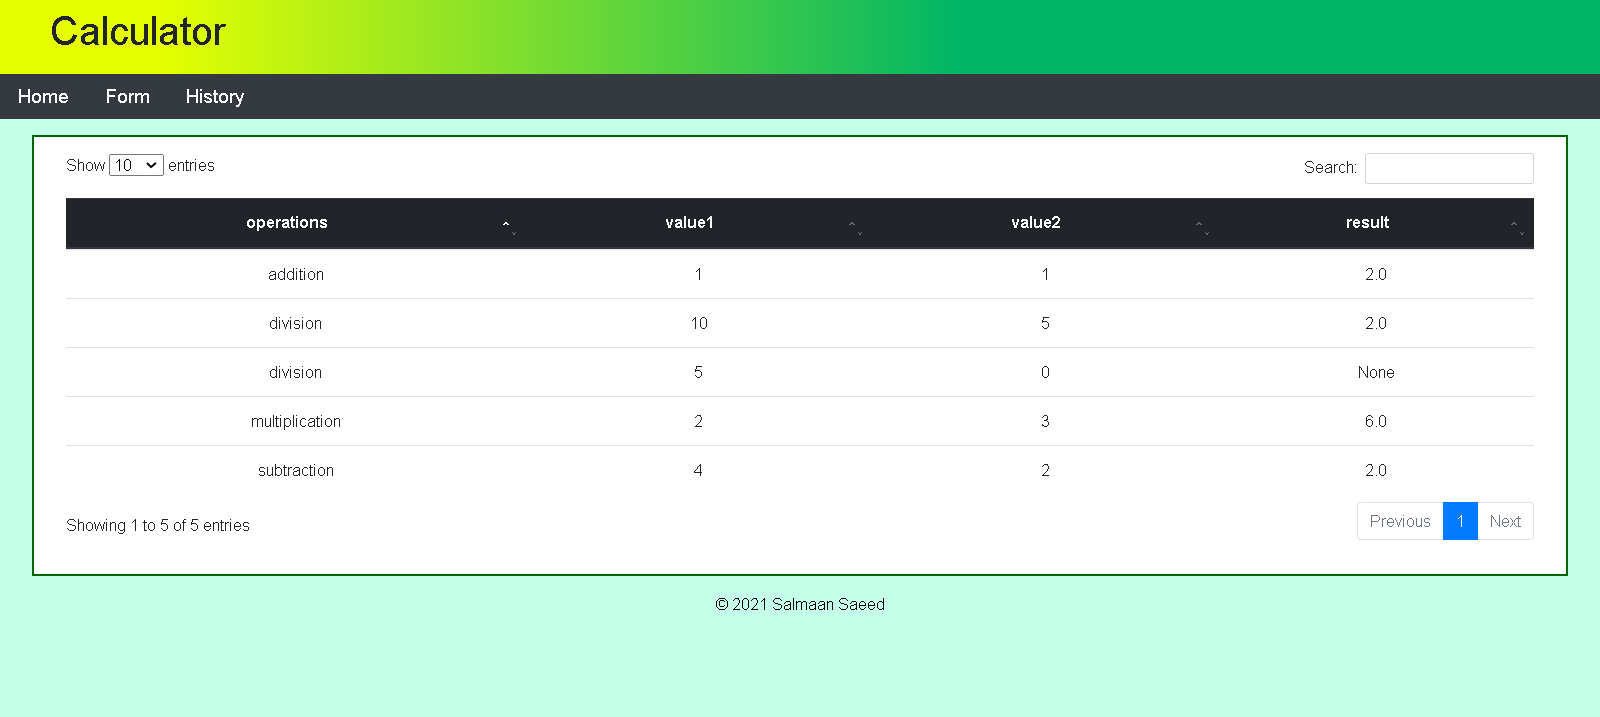 Calculator
Home Form History
Show 10 entries Search:
operations value1 value2 result
addition 1 1 2.0
division 10 5 2.0
division 5 0 None
multiplication 2 3 6.0
subtraction 4 2 2.0
Showing 1 to 5 of 5 entries Previous 1 Next
© 2021 Salmaan Saeed